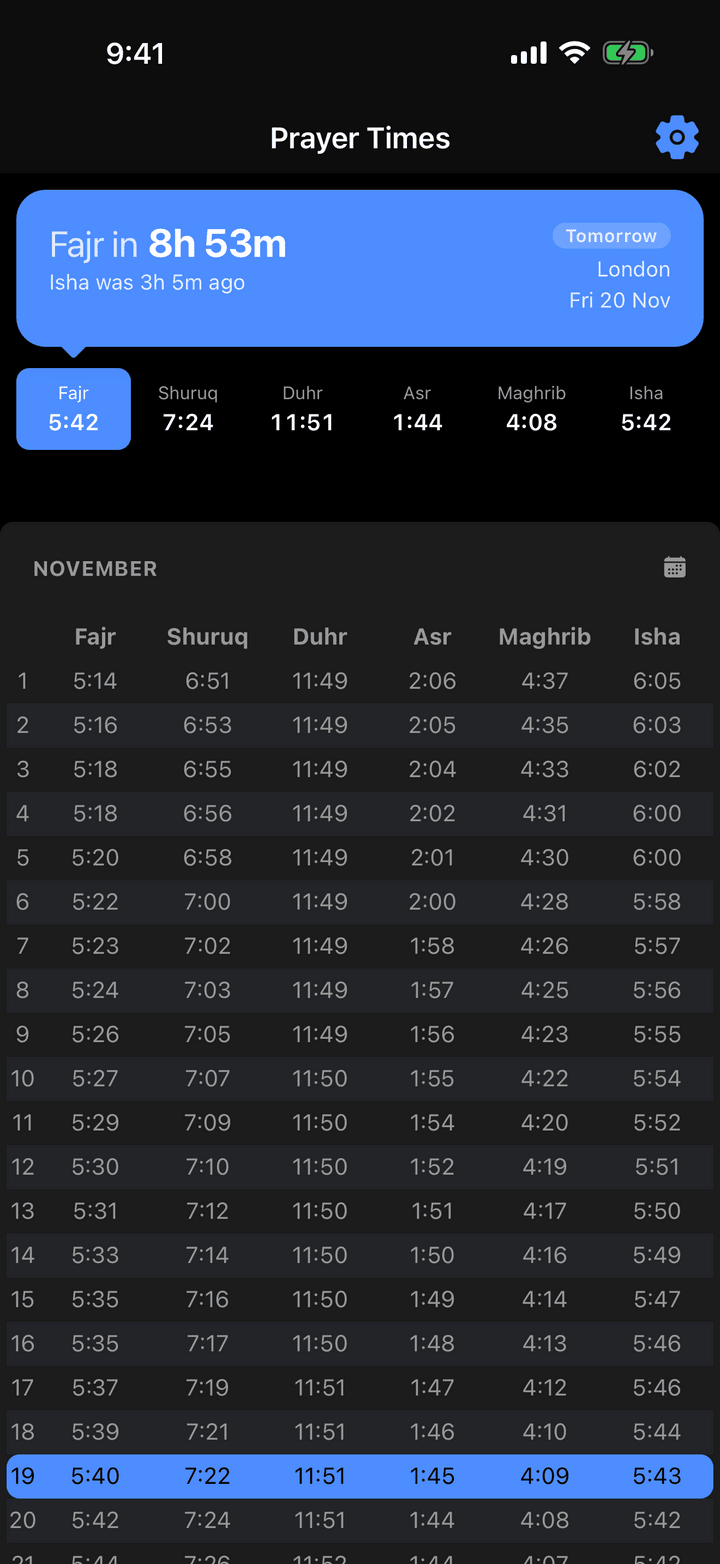 9:41
Prayer Times
Fajr in 8h 53m
Isha was 3h 5m ago
Tomorrow
London
Fri 20 Nov
Fajr Shuruq Duhr Asr Maghrib Isha
5:42 7:24 11:51 1:44 4:08 5:42
NOVEMBER
Fajr Shuruq Duhr Asr Maghrib Isha
1 5:14 6:51 11:49 2:06 4:37 6:05
2 5:16 6:53 11:49 2:05 4:35 6:03
3 5:18 6:55 11:49 2:04 4:33 6:02
4 5:18 6:56 11:49 2:02 4:31 6:00
5 5:20 6:58 11:49 2:01 4:30 6:00
6 5:22 7:00 11:49 2:00 4:28 5:58
7 5:23 7:02 11:49 1:58 4:26 5:57
8 5:24 7:03 11:49 1:57 4:25 5:56
9 5:26 7:05 11:49 1:56 4:23 5:55
10 5:27 7:07 11:50 1:55 4:22 5:54
11 5:29 7:09 11:50 1:54 4:20 5:52
12 5:30 7:10 11:50 1:52 4:19 5:51
13 5:31 7:12 11:50 1:51 4:17 5:50
14 5:33 7:14 11:50 1:50 4:16 5:49
15 5:35 7:16 11:50 1:49 4:14 5:47
16 5:35 7:17 11:50 1:48 4:13 5:46
17 5:37 7:19 11:51 1:47 4:12 5:46
18 5:39 7:21 11:51 1:46 4:10 5:44
19 5:40 7:22 11:51 1:45 4:09 5:43
20 5:42 7:24 11:51 1:44 4:08 5:42